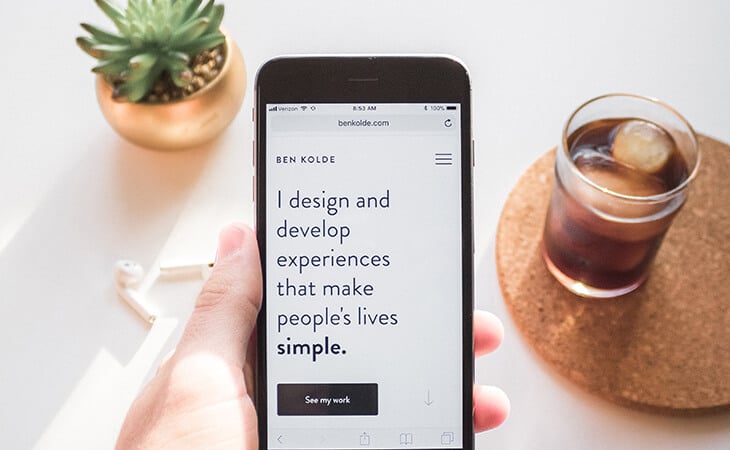 Verizon 8:53 AM 100%
benkolde.com
BEN KOLDE
I design and
develop
experiences
that make
people's lives
simple.
See my work